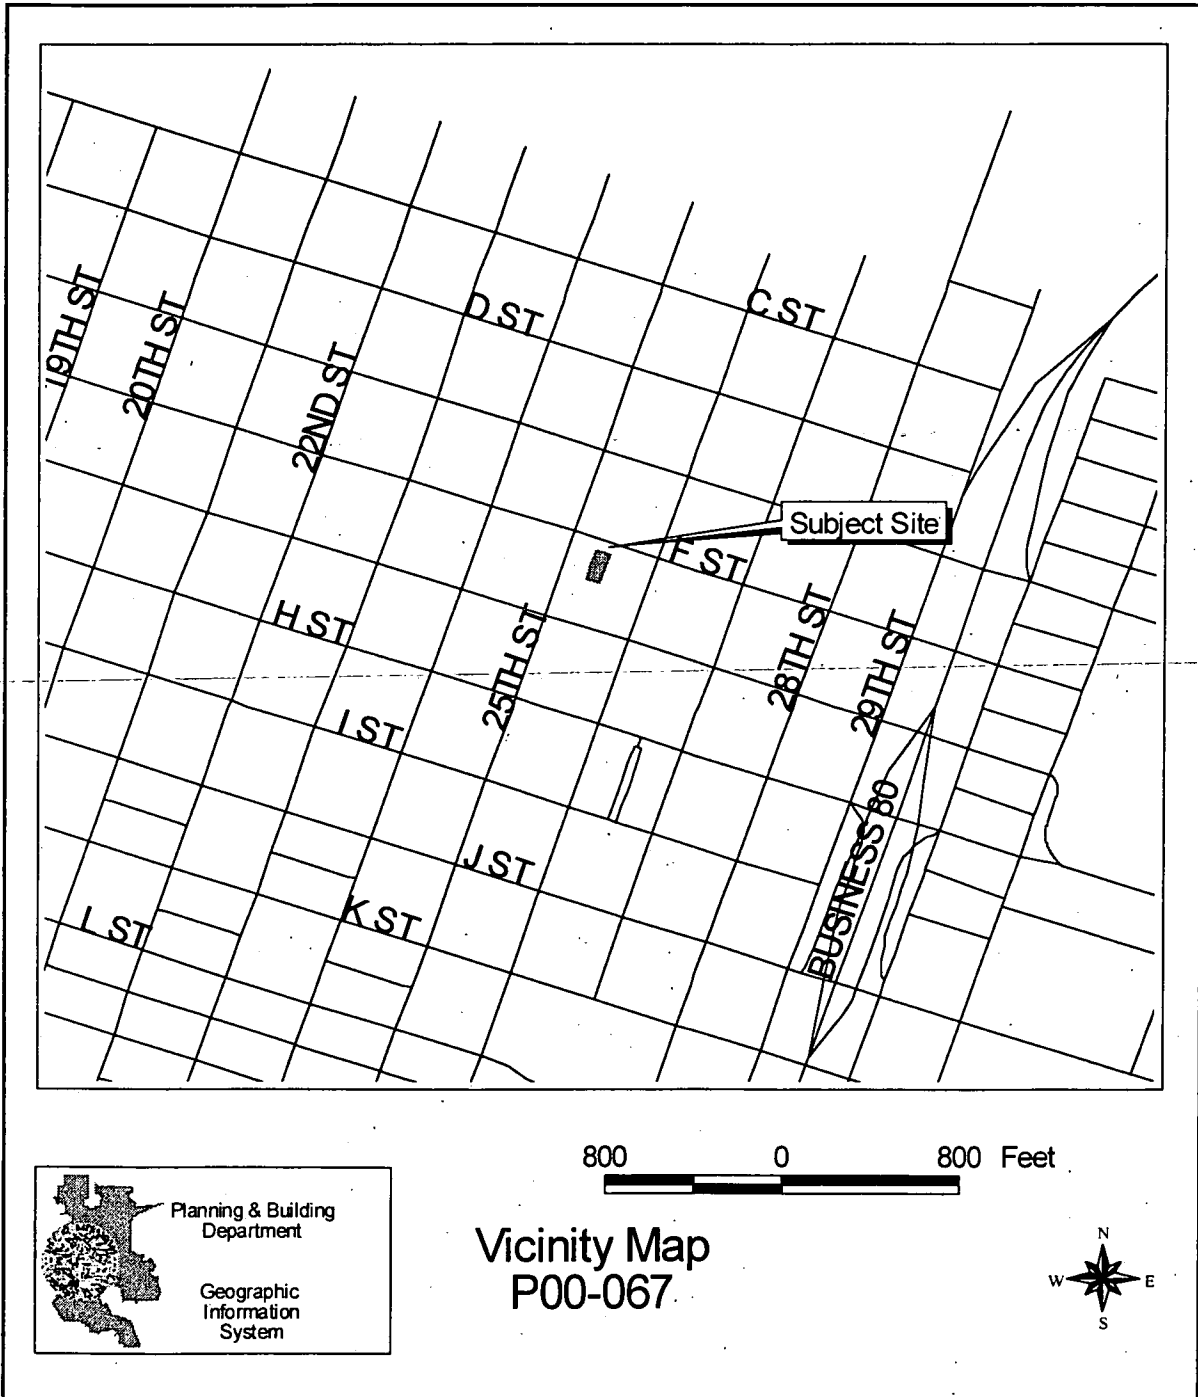 19TH ST
20TH ST
22ND ST
D ST
C ST
Subject Site
F ST
H ST
25TH ST
28TH ST
29TH ST
I ST
J ST
K ST
L ST
BUSINESS 80
800 0 800 Feet
Planning & Building
Department
Geographic
Information
System
Vicinity Map
P00-067
N
W E
S